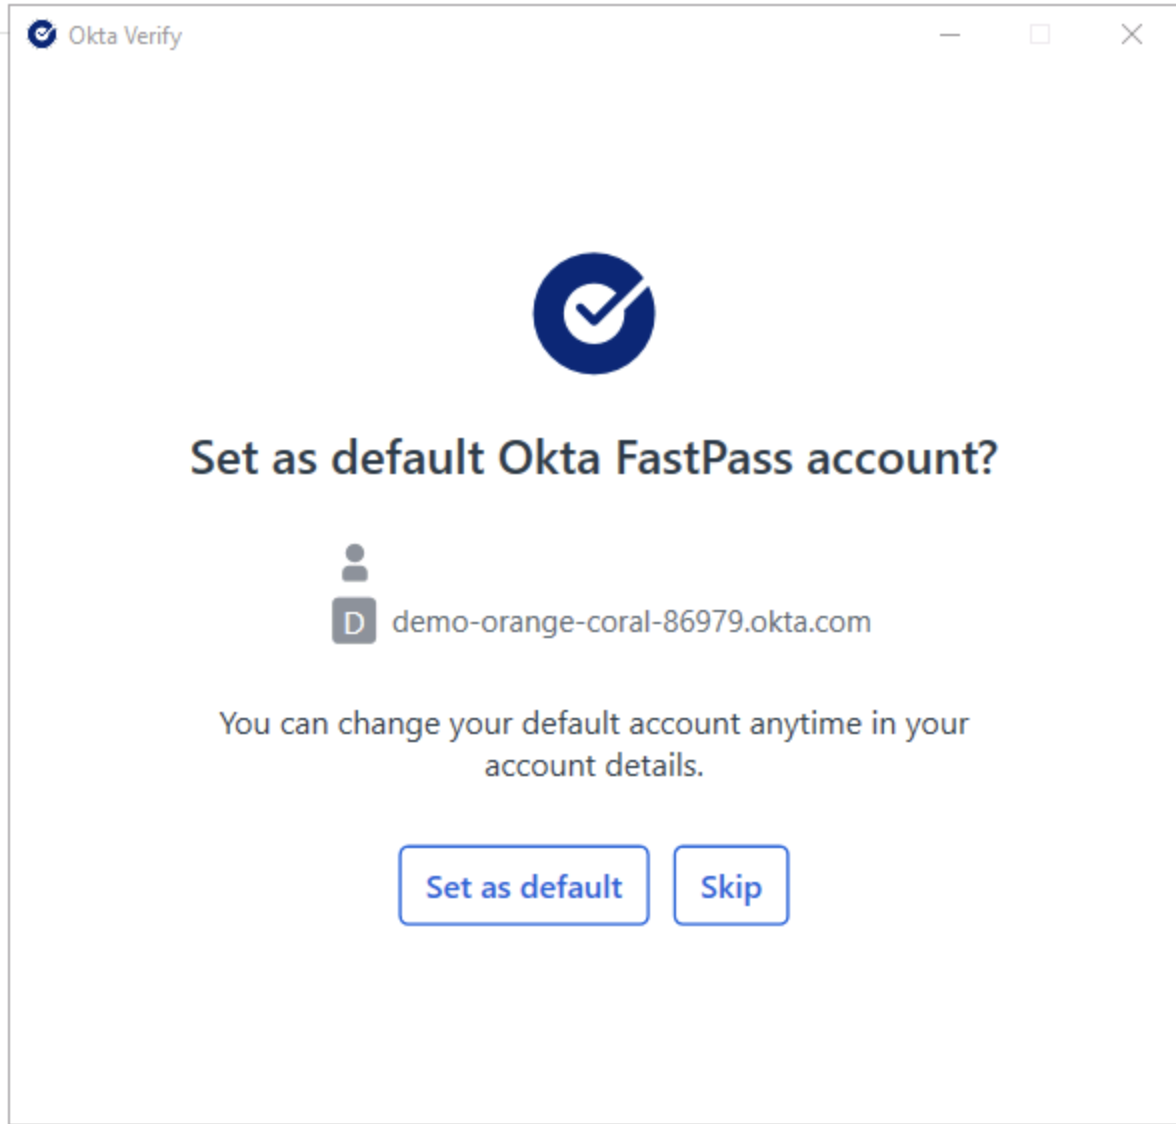 Okta Verify
Set as default Okta FastPass account?
D demo-orange-coral-86979.okta.com
You can change your default account anytime in your
account details.
Set as default Skip